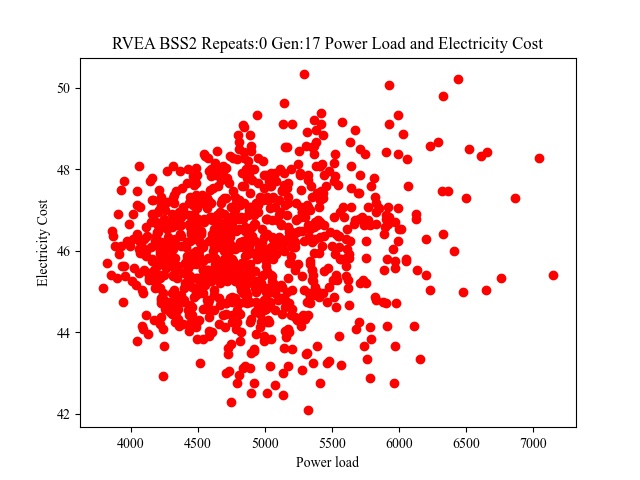 RVEA BSS2 Repeats:0 Gen:17 Power Load and Electricity Cost
50
48
46
44
42
Electricity Cost
4000 4500 5000 5500 6000 6500 7000
Power load